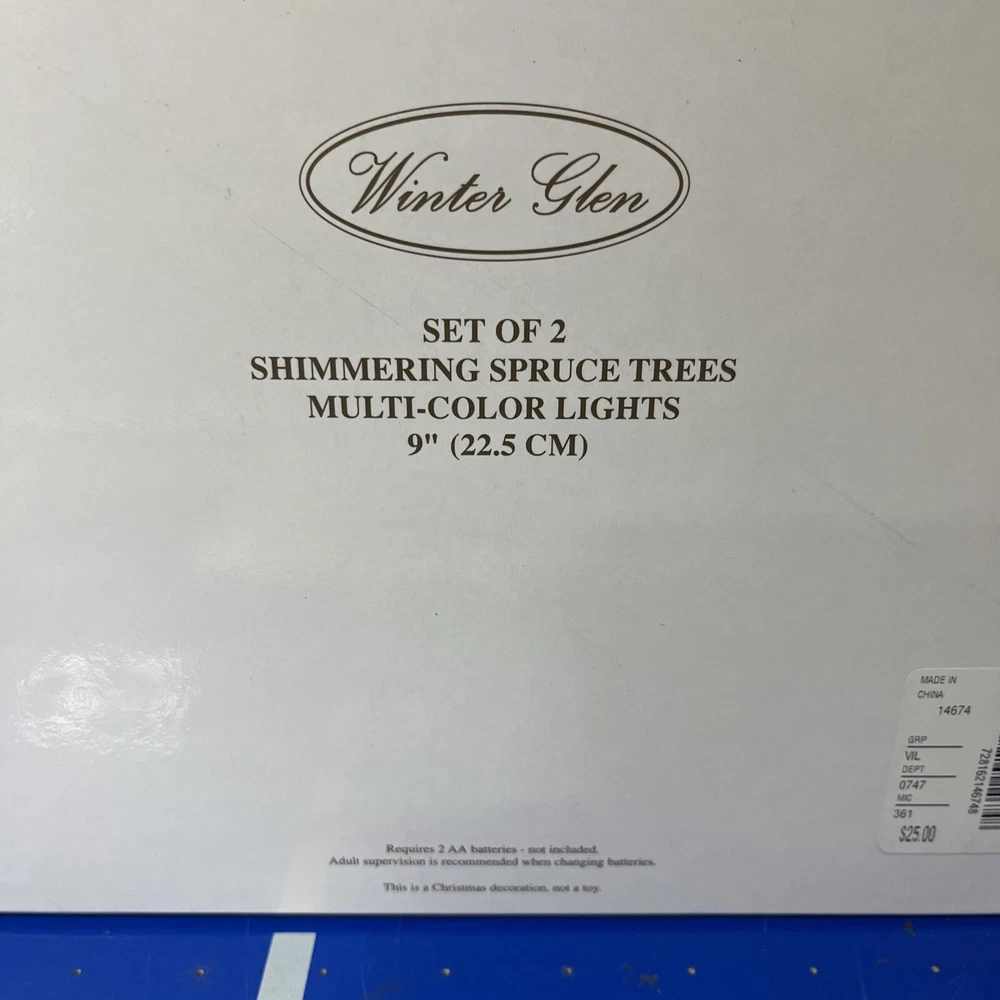 Winter Glen
SET OF 2
SHIMMERING SPRUCE TREES
MULTI-COLOR LIGHTS
9" (22.5 CM)
MADE IN
CHINA
14674
GRP
VIL
DEPT
0747
MIC
361
$25.00
728162146748
Requires 2 AA batteries - not included.
Adult supervision is recommended when changing batteries.
This is a Christmas decoration, not a toy.